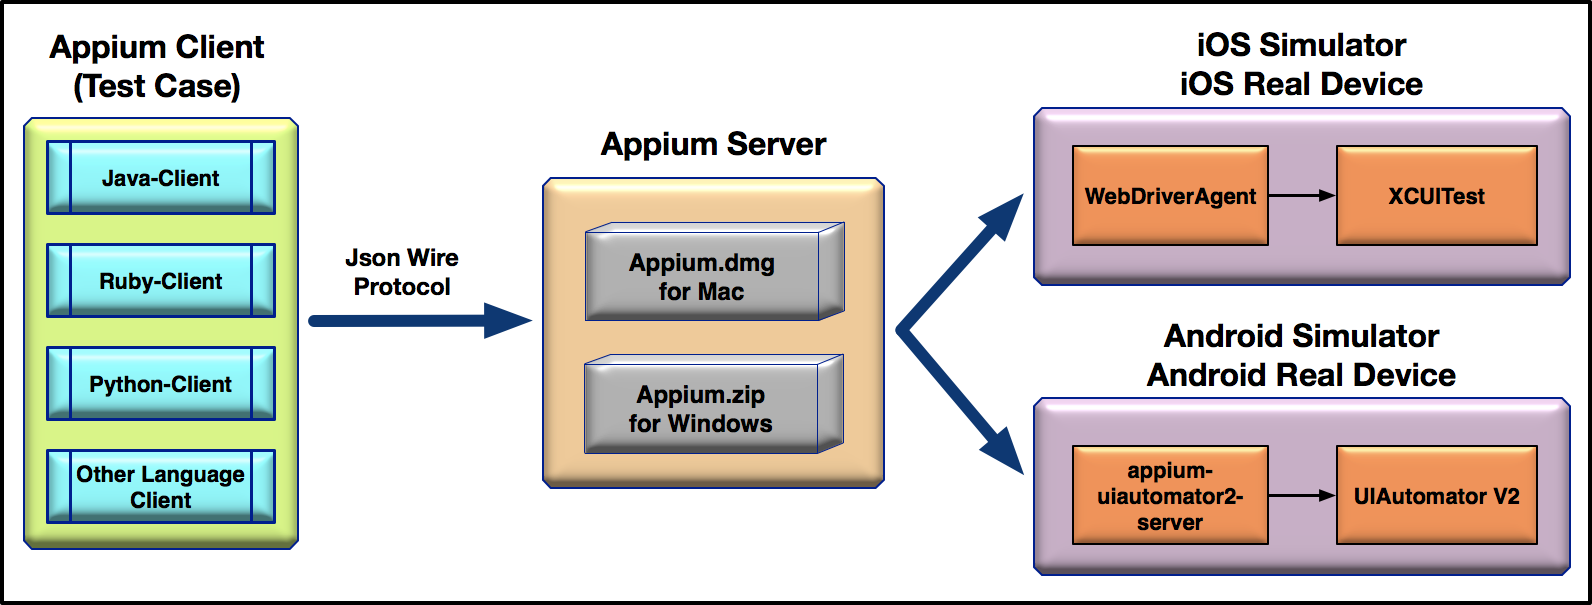 Appium Client
(Test Case)
Java-Client
Ruby-Client
Python-Client
Other Language
Client
Json Wire
Protocol
Appium Server
Appium.dmg
for Mac
Appium.zip
for Windows
iOS Simulator
iOS Real Device
WebDriverAgent
XCUITest
Android Simulator
Android Real Device
appium-
uiautomator2-
server
UIAutomator V2